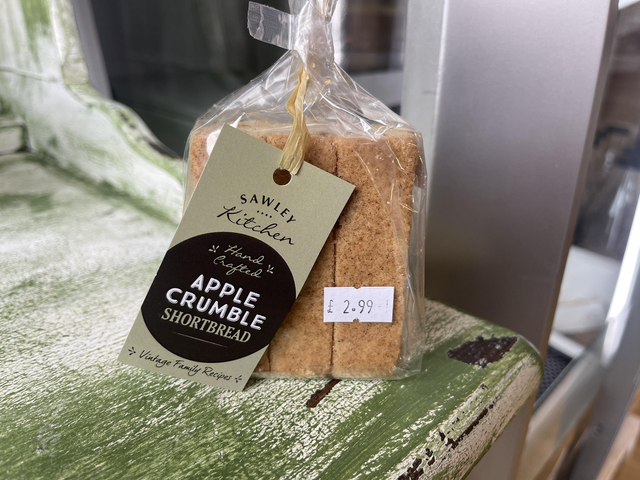 SAWLEY
Kitchen
Hand
Crafted
APPLE
CRUMBLE
SHORTBREAD
Vintage Family Recipes
£ 2.99